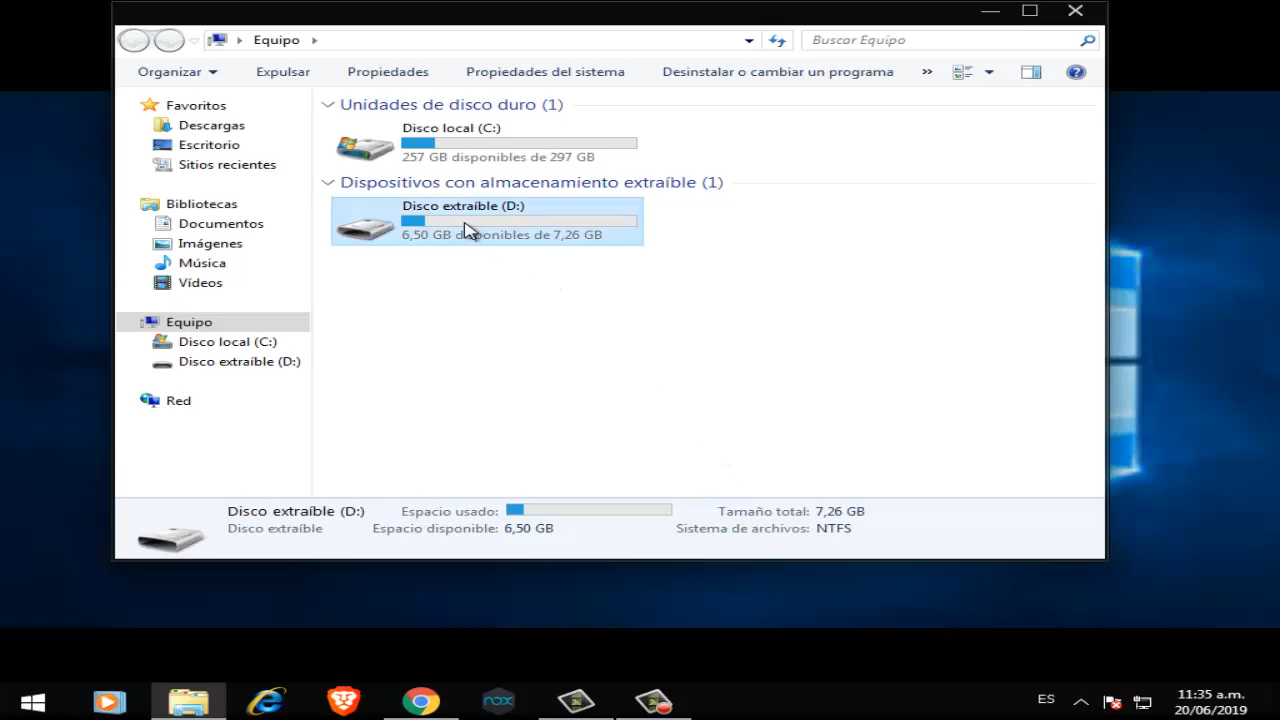 Equipo
Buscar Equipo
Organizar
Expulsar
Propiedades
Propiedades del sistema
Desinstalar o cambiar un programa
»
Favoritos
Descargas
Escritorio
Sitios recientes
Bibliotecas
Documentos
Imágenes
Música
Vídeos
Equipo
Disco local (C:)
Disco extraíble (D:)
Red
Unidades de disco duro (1)
Disco local (C:)
257 GB disponibles de 297 GB
Dispositivos con almacenamiento extraíble (1)
Disco extraíble (D:)
6,50 GB disponibles de 7,26 GB
Disco extraíble (D:)
Disco extraíble
Espacio usado:
Espacio disponible: 6,50 GB
Tamaño total: 7,26 GB
Sistema de archivos: NTFS
nox
ES
11:35 a.m.
20/06/2019